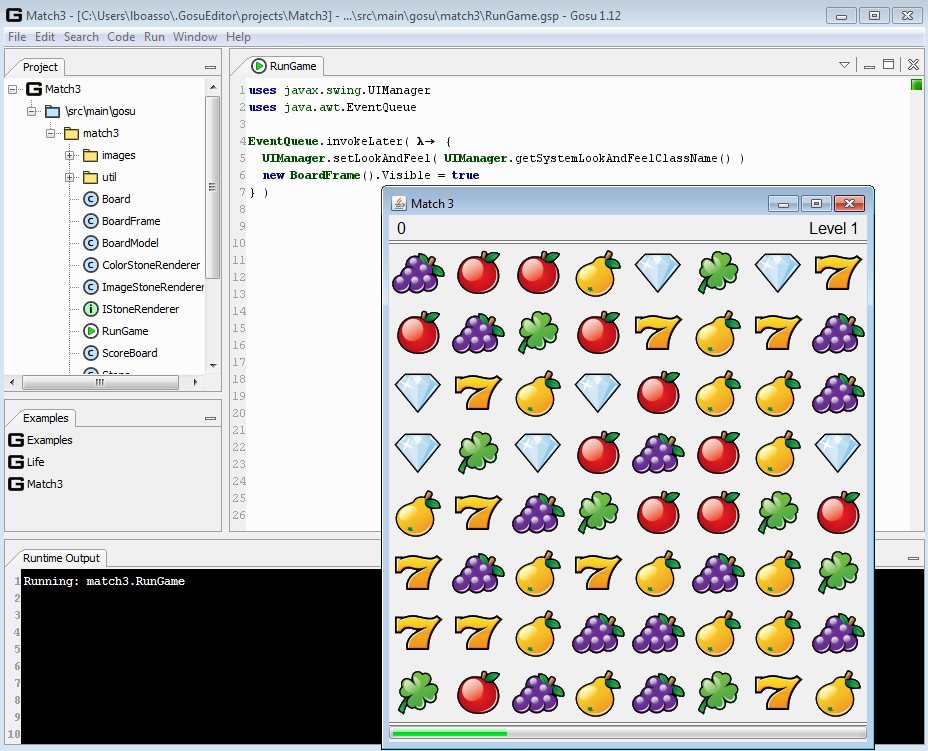 Match3 - [C:\Users\lboasso\.GosuEditor\projects\Match3] - ...\src\main\gosu\match3\RunGame.gsp - Gosu 1.12
File Edit Search Code Run Window Help
Project
Match3
\src\main\gosu
match3
images
util
Board
BoardFrame
BoardModel
ColorStoneRenderer
ImageStoneRenderer
IStoneRenderer
RunGame
ScoreBoard
Stone
RunGame
1 uses javax.swing.UIManager
2 uses java.awt.EventQueue
3
4 EventQueue.invokeLater( λ→ {
5 UIManager.setLookAndFeel( UIManager.getSystemLookAndFeelClassName() )
6 new BoardFrame().Visible = true
7 } )
8
9
10
11
12
13
14
15
16
17
18
19
20
21
22
23
24
25
26
Match 3
0 Level 1
7
7 7
7
7
7 7
7 7
7
Examples
Examples
Life
Match3
Runtime Output
1 Running: match3.RunGame
2
3
4
5
6
7
8
9
10